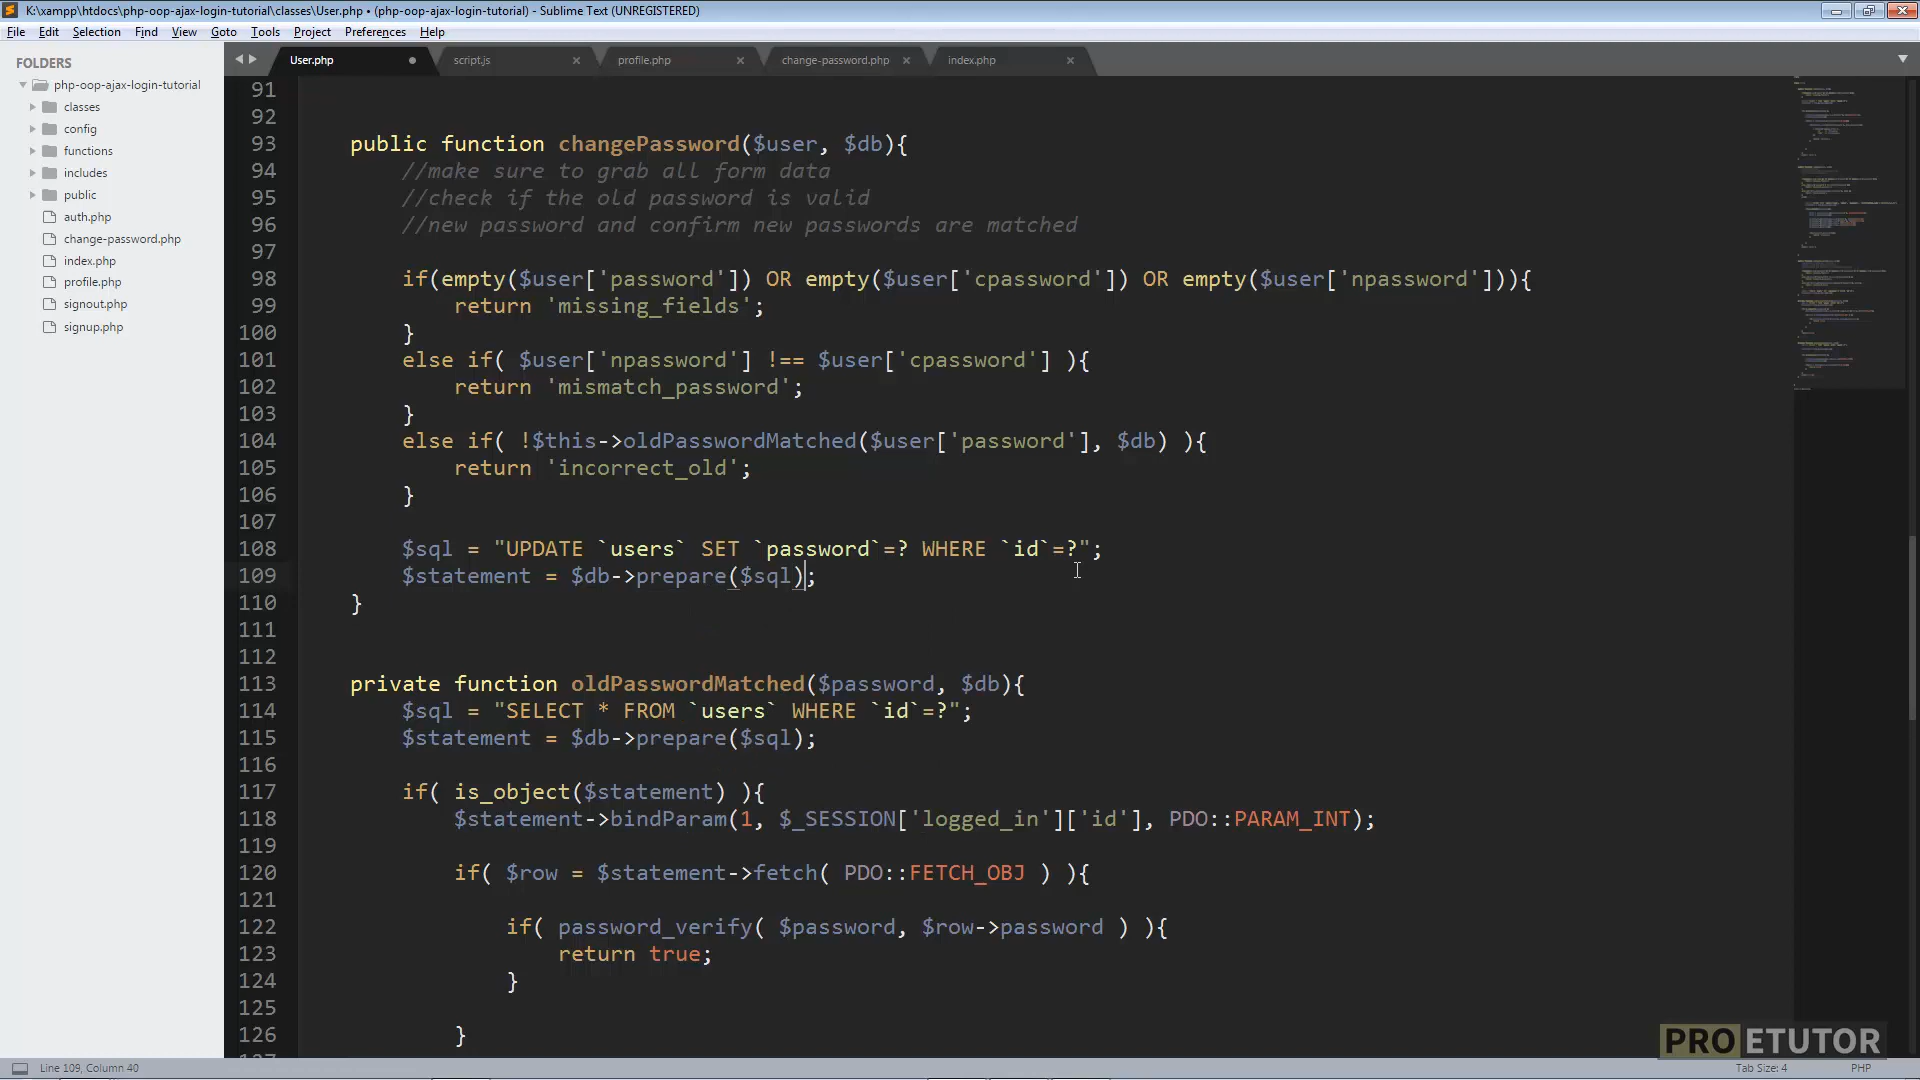 K:\xampp\htdocs\php-oop-ajax-login-tutorial\classes\User.php • (php-oop-ajax-login-tutorial) - Sublime Text (UNREGISTERED)
File Edit Selection Find View Goto Tools Project Preferences Help
FOLDERS
php-oop-ajax-login-tutorial
classes
config
functions
includes
public
auth.php
change-password.php
index.php
profile.php
signout.php
signup.php
User.php script.js profile.php change-password.php index.php
91
92
93 public function changePassword($user, $db){
94 //make sure to grab all form data
95 //check if the old password is valid
96 //new password and confirm new passwords are matched
97
98 if(empty($user['password']) OR empty($user['cpassword']) OR empty($user['npassword'])){
99 return 'missing_fields';
100 }
101 else if( $user['npassword'] !== $user['cpassword'] ){
102 return 'mismatch_password';
103 }
104 else if( !$this->oldPasswordMatched($user['password'], $db) ){
105 return 'incorrect_old';
106 }
107
108 $sql = "UPDATE `users` SET `password`=? WHERE `id`=?";
109 $statement = $db->prepare($sql);
110 }
111
112
113 private function oldPasswordMatched($password, $db){
114 $sql = "SELECT * FROM `users` WHERE `id`=?";
115 $statement = $db->prepare($sql);
116
117 if( is_object($statement) ){
118 $statement->bindParam(1, $_SESSION['logged_in']['id'], PDO::PARAM_INT);
119
120 if( $row = $statement->fetch( PDO::FETCH_OBJ ) ){
121
122 if( password_verify( $password, $row->password ) ){
123 return true;
124 }
125
126 }
PROETUTOR
Line 109, Column 40
Tab Size: 4
PHP